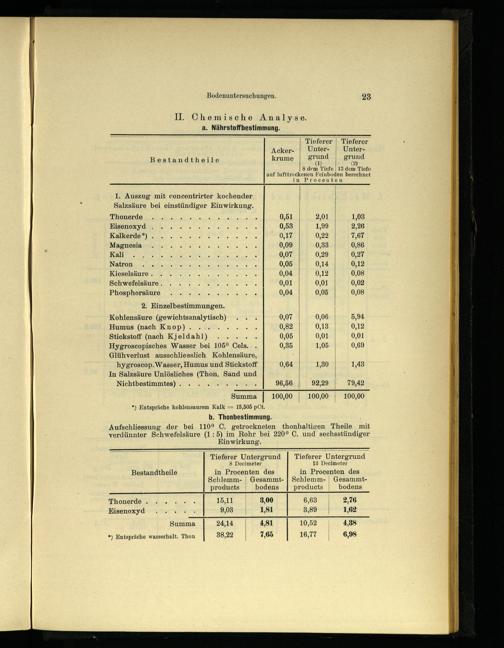 Bodenuntersuchungen. 23
II. Chemische Analyse.
a. Nährstoffbestimmung.
Bestandtheile
Acker-
krume
Tieferer
Unter-
grund
(1)
8 dem Tiefe
Tieferer
Unter-
grund
(2)
13 dem Tiefe
auf lufttrockenen Feinboden berechnet
in Procenten
1. Auszug mit concentrirter kochender
Salzsäure bei einstündiger Einwirkung.
Thonerde . . . . . . . . . . 0,51 2,01 1,03
Eisenoxyd . . . . . . . . . . 0,53 1,99 2,26
Kalkerde*) . . . . . . . . . . 0,17 0,22 7,67
Magnesia . . . . . . . . . . 0,09 0,33 0,86
Kali . . . . . . . . . . 0,07 0,29 0,27
Natron . . . . . . . . . . 0,05 0,14 0,12
Kieselsäure . . . . . . . . . . 0,04 0,12 0,08
Schwefelsäure . . . . . . . . . . 0,01 0,01 0,02
Phosphorsäure . . . . . . . . . 0,04 0,05 0,08
2. Einzelbestimmungen.
Kohlensäure (gewichtsanalytisch) . . . 0,07 0,06 5,94
Humus (nach Knop) . . . . . . . 0,82 0,13 0,12
Stickstoff (nach Kjeldahl) . . . . . 0,05 0,01 0,01
Hygroscopisches Wasser bei 105º Cels. . 0,35 1,05 0,69
Glühverlust ausschliesslich Kohlensäure,
hygroscop. Wasser, Humus und Stickstoff 0,64 1,30 1,43
In Salzsäure Unlösliches (Thon, Sand und
Nichtbestimmtes) . . . . . . . . . 96,56 92,29 79,42
Summa 100,00 100,00 100,00
*) Entspräche kohlensaurem Kalk = 13,505 pCt.
b. Thonbestimmung.
Aufschliessung der bei 110º C. getrockneten thonhaltigen Theile mit
verdünnter Schwefelsäure (1 : 5) im Rohr bei 220º C. und sechsstündiger
Einwirkung.
Bestandtheile
Tieferer Untergrund
8 Decimeter
in Procenten des
Schlemm-
products
Gesammt-
bodens
Tieferer Untergrund
13 Decimeter
in Procenten des
Schlemm-
products
Gesammt-
bodens
Thonerde . . . . . . 15,11 3,00 6,63 2,76
Eisenoxyd . . . . . 9,03 1,81 3,89 1,62
Summa 24,14 4,81 10,52 4,38
*) Entspräche wasserhalt. Thon 38,22 7,65 16,77 6,98